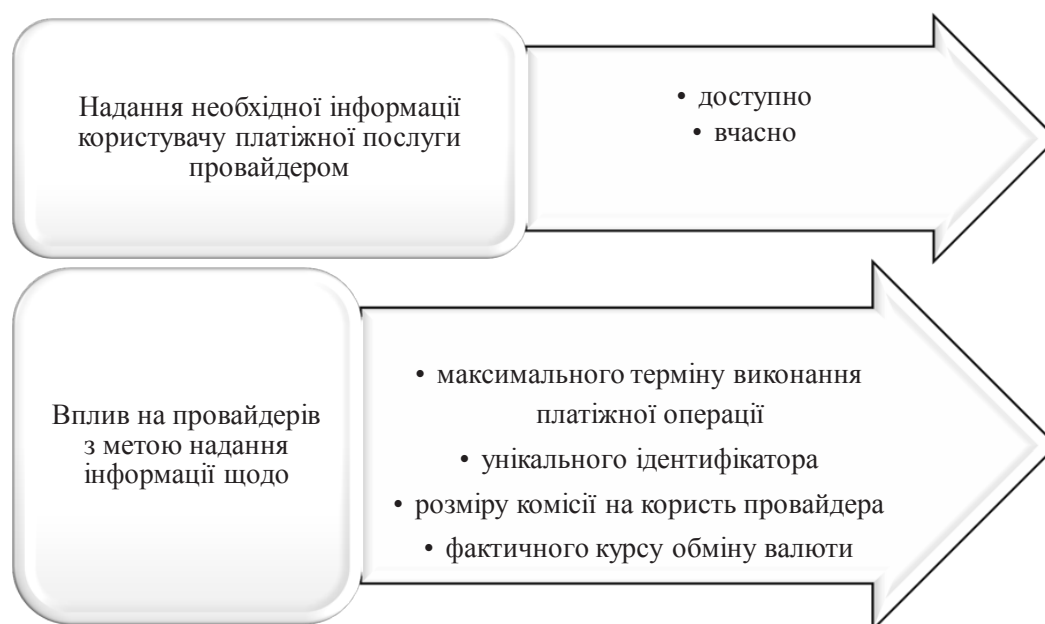 Надання необхідної інформації
користувачу платіжної послуги
провайдером
• доступно
• вчасно
Вплив на провайдерів
з метою надання
інформації щодо
• максимального терміну виконання
платіжної операції
• унікального ідентифікатора
• розміру комісії на користь провайдера
• фактичного курсу обміну валюти